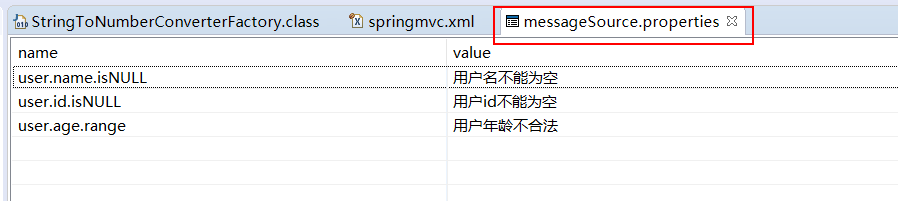 StringToNumberConverterFactory.class springmvc.xml messageSource.properties
name value
user.name.isNULL 用户名不能为空
user.id.isNULL 用户id不能为空
user.age.range 用户年龄不合法